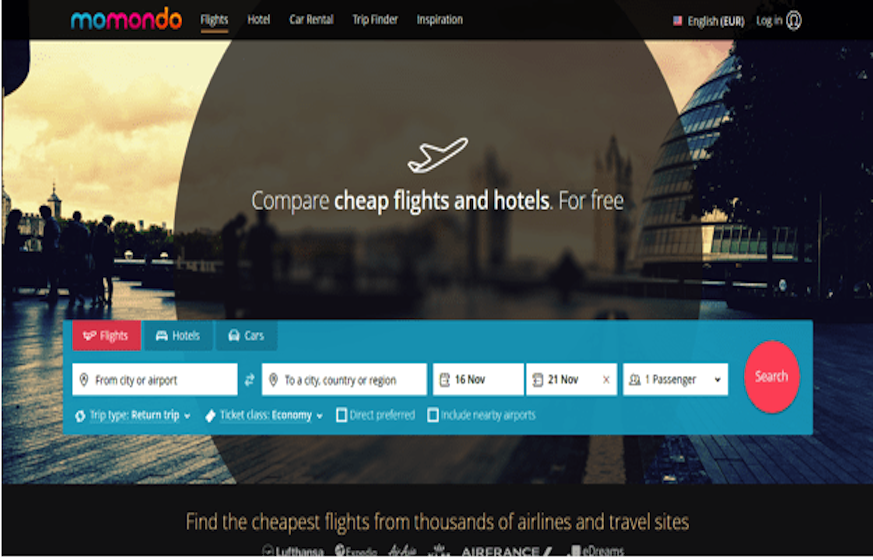 momondo Flights Hotel Car Rental Trip Finder Inspiration English (EUR) Log in
Compare cheap flights and hotels. For free
Flights Hotels Cars
From city or airport To a city, country or region 16 Nov 21 Nov × 1 Passenger Search
Trip type: Return trip Ticket class: Economy Direct preferred Include nearby airports
Find the cheapest flights from thousands of airlines and travel sites
Lufthansa Expedia AirAsia AIRFRANCE eDreams